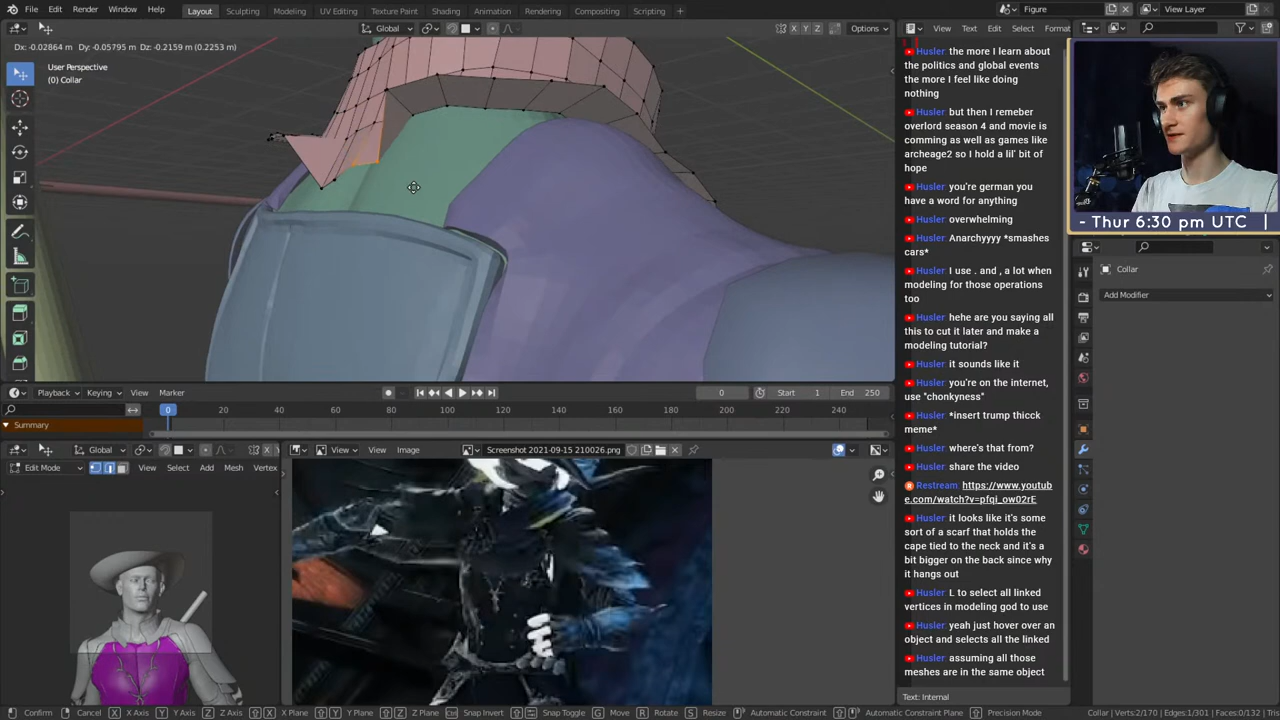 File Edit Render Window Help
Layout Sculpting Modeling UV Editing Texture Paint Shading Animation Rendering Compositing Scripting
Figure
View Layer
Global
X Y Z
Options
View Text Edit Select Format
Dx: -0.02864 m Dy: -0.05795 m Dz: -0.2159 m (0.2253 m)
User Perspective
(0) Collar
Husler the more I learn about
the politics and global events
the more I feel like doing
nothing
Husler but then I remeber
overlord season 4 and movie is
comming as well as games like
archeage2 so I hold a lil' bit of
hope
Husler you're german you
have a word for anything
Husler overwhelming
Husler Anarchyyyy *smashes
cars*
Husler I use . and , a lot when
modeling for those operations
too
Husler hehe are you saying all
this to cut it later and make a
modeling tutorial?
Husler it sounds like it
Husler you're on the internet,
use "chonkyness"
Husler *insert trump thicck
meme*
Husler where's that from?
Husler share the video
Restream https://www.youtub
e.com/watch?v=pfqi_ow02rE
Husler it looks like it's some
sort of a scarf that holds the
cape tied to the neck and it's a
bit bigger on the back since why
it hangs out
Husler L to select all linked
vertices in modeling god to use
Husler yeah just hover over an
object and selects all the linked
Husler assuming all those
meshes are in the same object
Text: Internal
- Thur 6:30 pm UTC |
Collar
Add Modifier
Playback Keying View Marker
0 Start 1 End 250
0 20 40 60 80 100 120 140 160 180 200 220 240
Summary
Global
X
View
View Image
Screenshot 2021-09-15 210026.png
Edit Mode View Select Add Mesh Vertex
Confirm Cancel X X Axis Y Y Axis Z Z Axis X X Plane Y Y Plane Z Z Plane Ctrl Snap Invert Snap Toggle G Move R Rotate S Resize Automatic Constraint Automatic Constraint Plane Precision Mode
Collar | Verts:2/170 | Edges:1/301 | Faces:0/132 | Tri